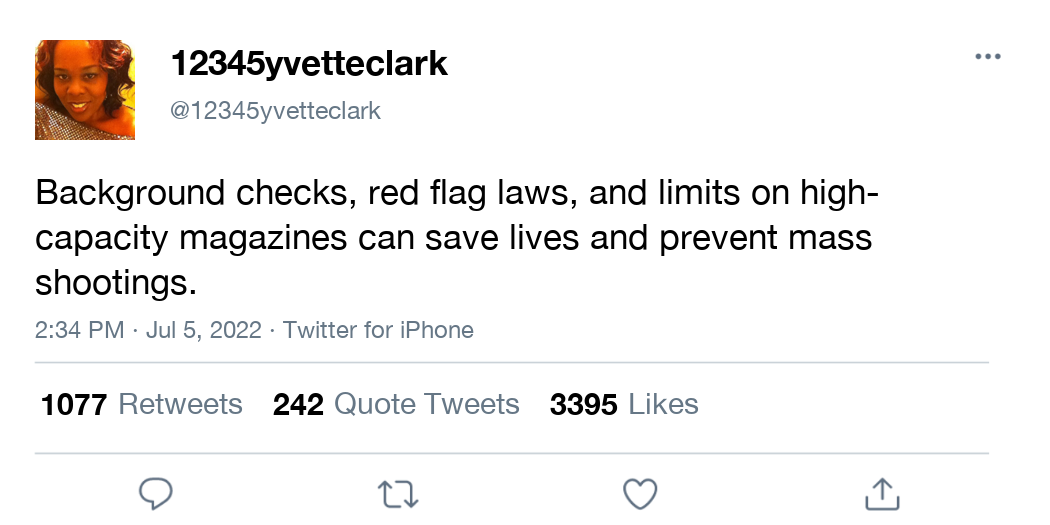 12345yvetteclark
@12345yvetteclark
Background checks, red flag laws, and limits on high-
capacity magazines can save lives and prevent mass
shootings.
2:34 PM · Jul 5, 2022 · Twitter for iPhone
1077 Retweets 242 Quote Tweets 3395 Likes